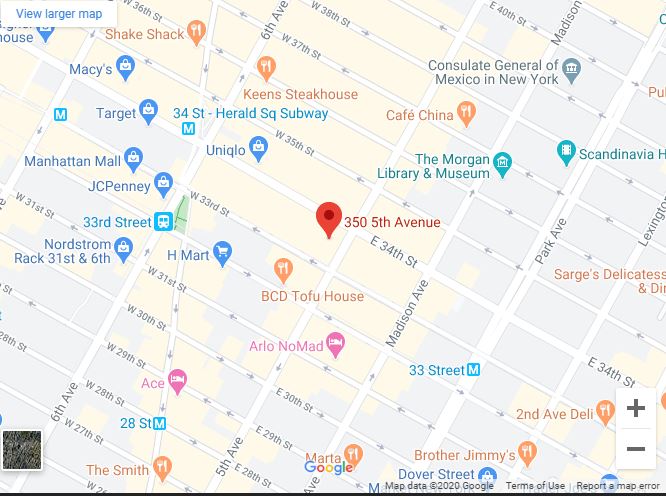 View larger map
6th Ave
Madison Ave
E 40th St
Shake Shack
W 38th St
E 36th St
Macy's
W 37th St
Consulate General of
Mexico in New York
Keens Steakhouse
Target
34 St - Herald Sq Subway
Café China
W 35th St
Manhattan Mall
Uniqlo
The Morgan
Library & Museum
Scandinavia H
JCPenney
W 31st St
W 33rd St
33rd Street
350 5th Avenue
Park Ave
Lexington
Nordstrom
Rack 31st & 6th
H Mart
E 34th St
W 32nd St
W 31st St
Sarge's Delicatess
& Di
BCD Tofu House
W 30th St
Madison Ave
Arlo NoMad
W 29th St
33 Street
E 34th St
Ace
W 28th St
E 30th St
6th Ave
28 St
E 29th St
2nd Ave Deli
W 27th St
5th Ave
The Smith
W 26th St
Marta
Brother Jimmy's
Dover Street
Google
Map data ©2020 Google
Terms of Use
Report a map error